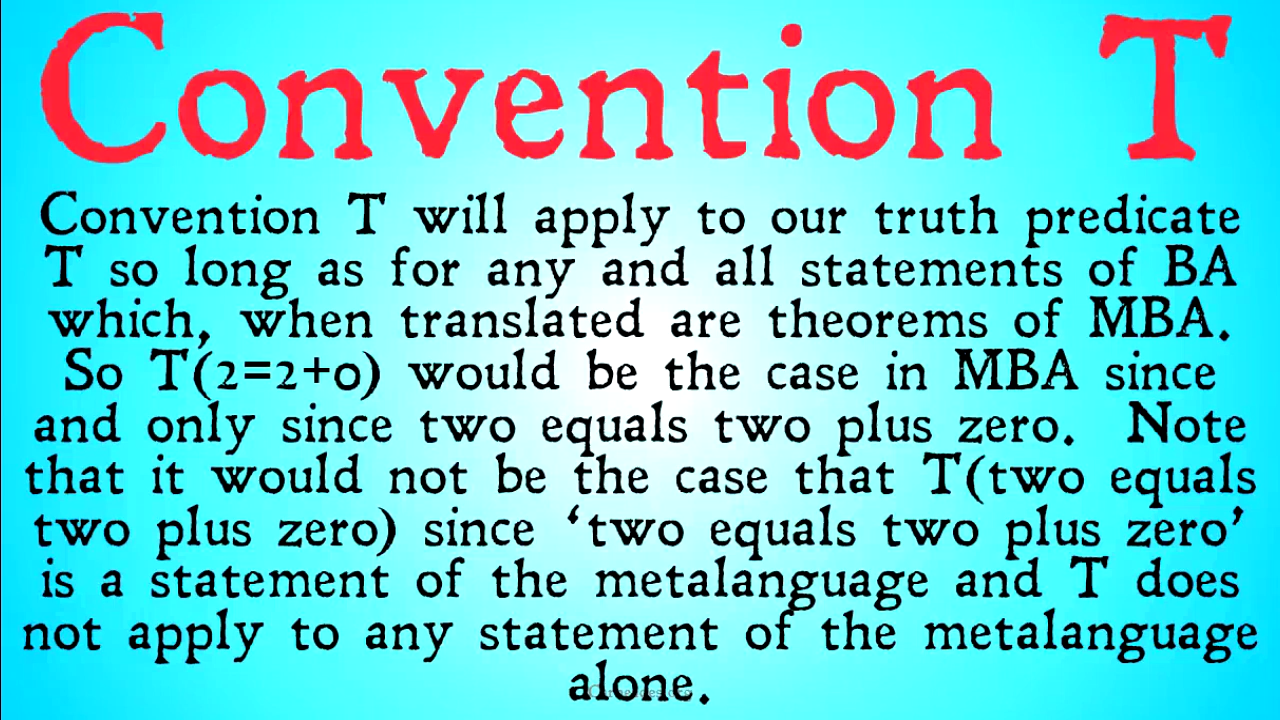 Convention T
Convention T will apply to our truth predicate
T so long as for any and all statements of BA
which, when translated are theorems of MBA.
So T(2=2+0) would be the case in MBA since
and only since two equals two plus zero. Note
that it would not be the case that T(two equals
two plus zero) since ‘two equals two plus zero’
is a statement of the metalanguage and T does
not apply to any statement of the metalanguage
alone.